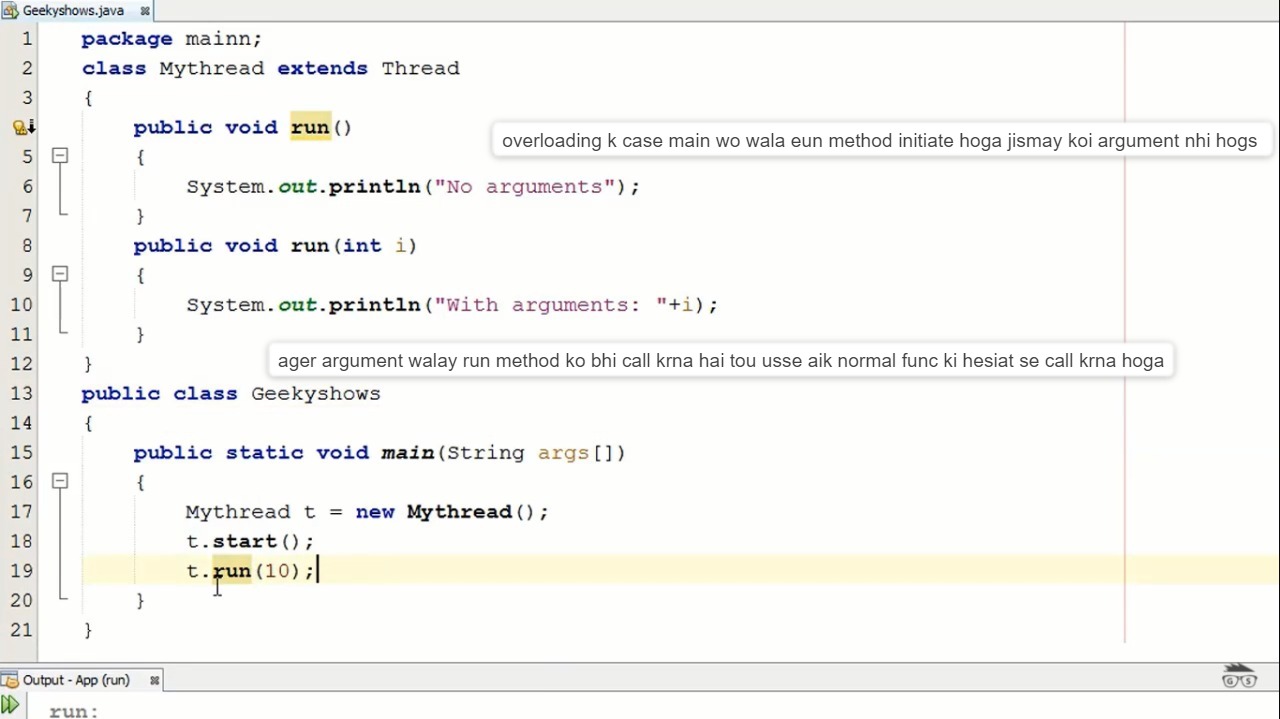 Geekyshows.java
1 package mainn;
2 class Mythread extends Thread
3 {
public void run()
overloading k case main wo wala eun method initiate hoga jismay koi argument nhi hogs
5 {
6 System.out.println("No arguments");
7 }
8 public void run(int i)
9 {
10 System.out.println("With arguments: "+i);
11 }
ager argument walay run method ko bhi call krna hai tou usse aik normal func ki hesiat se call krna hoga
12 }
13 public class Geekyshows
14 {
15 public static void main(String args[])
16 {
17 Mythread t = new Mythread();
18 t.start();
19 t.run(10);
20 }
21 }
Output - App (run)
G S
run: